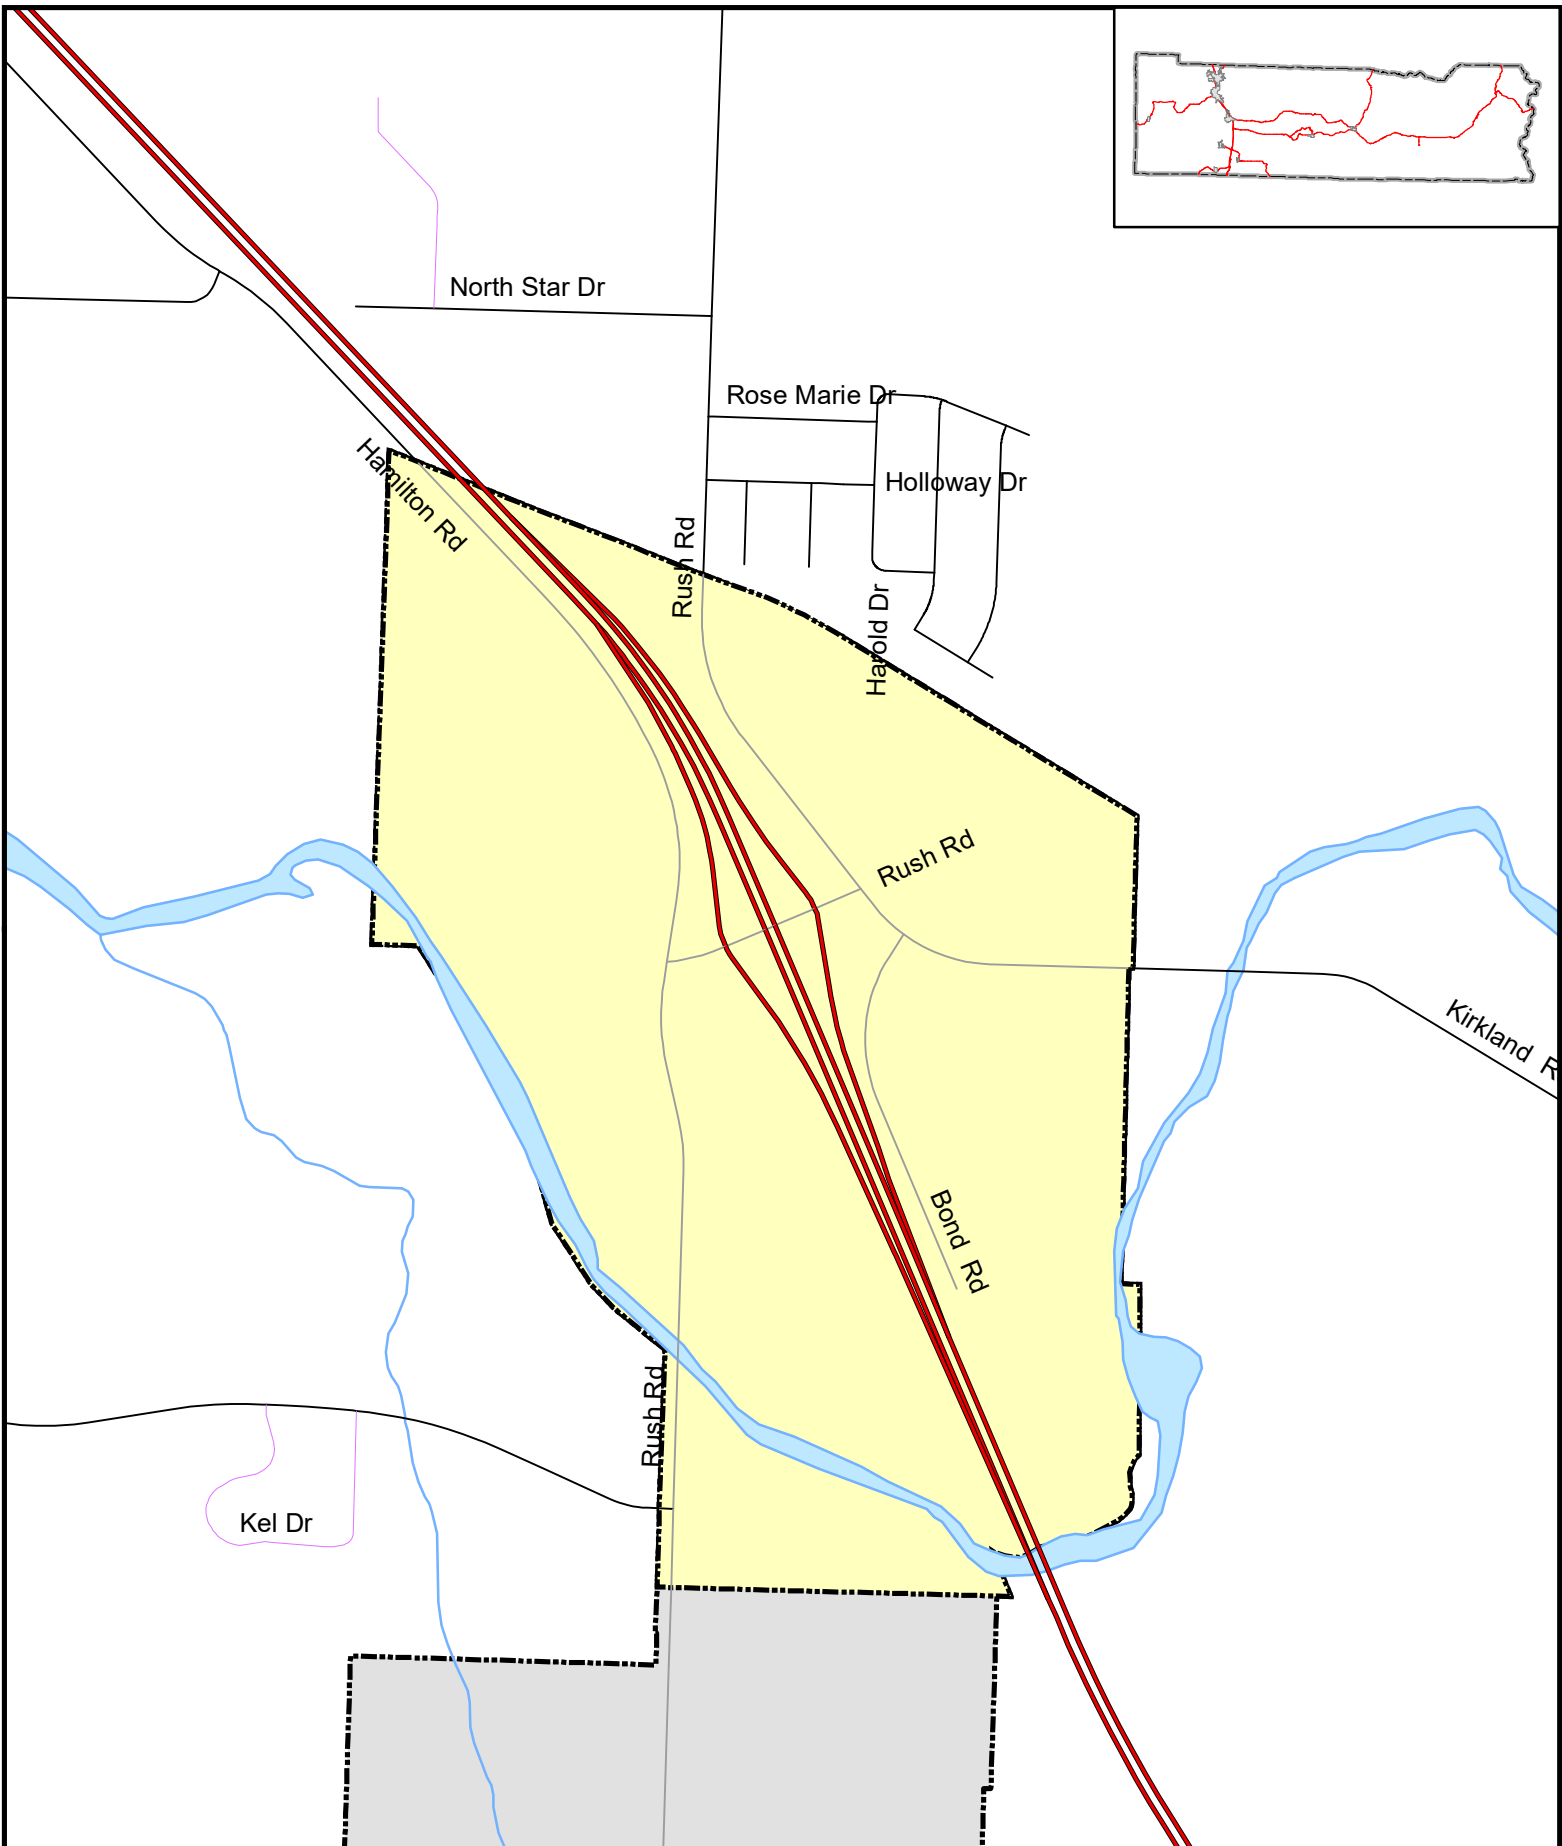 North Star Dr
Rose Marie Dr
Hamilton Rd
Holloway Dr
Rush Rd
Harold Dr
Rush Rd
Kirkland R
Bond Rd
Rush Rd
Kel Dr